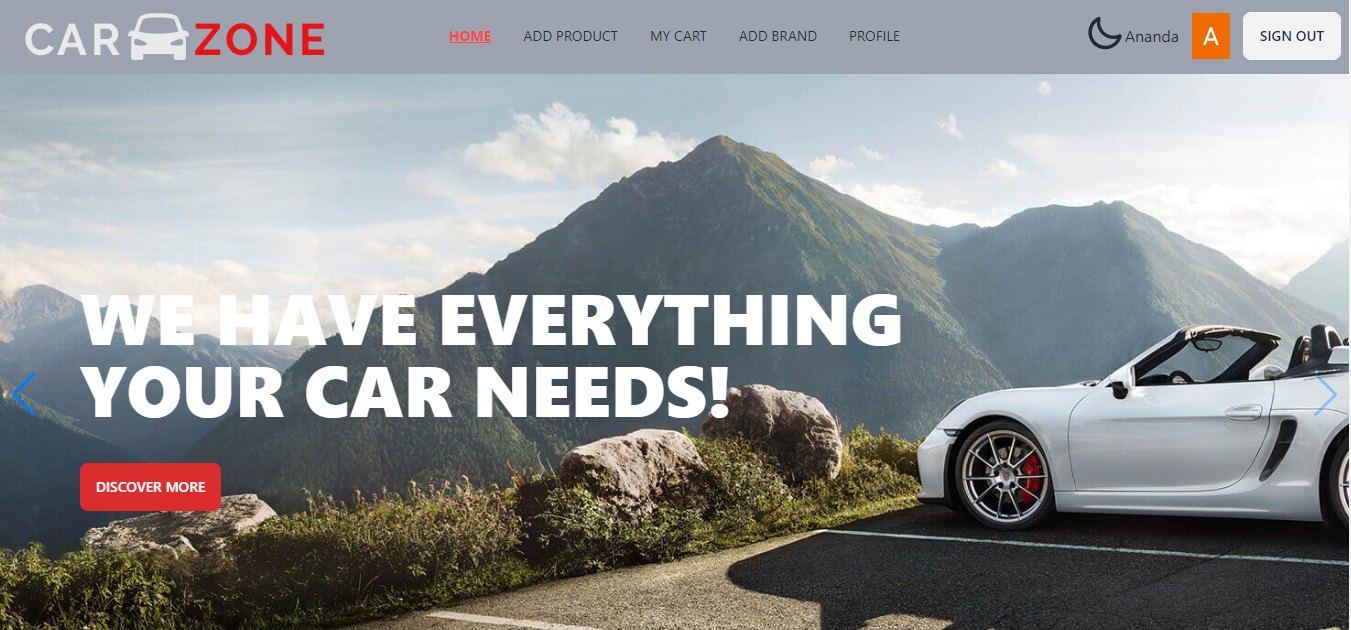 CAR ZONE
HOME
ADD PRODUCT
MY CART
ADD BRAND
PROFILE
Ananda
A
SIGN OUT
WE HAVE EVERYTHING
YOUR CAR NEEDS!
DISCOVER MORE